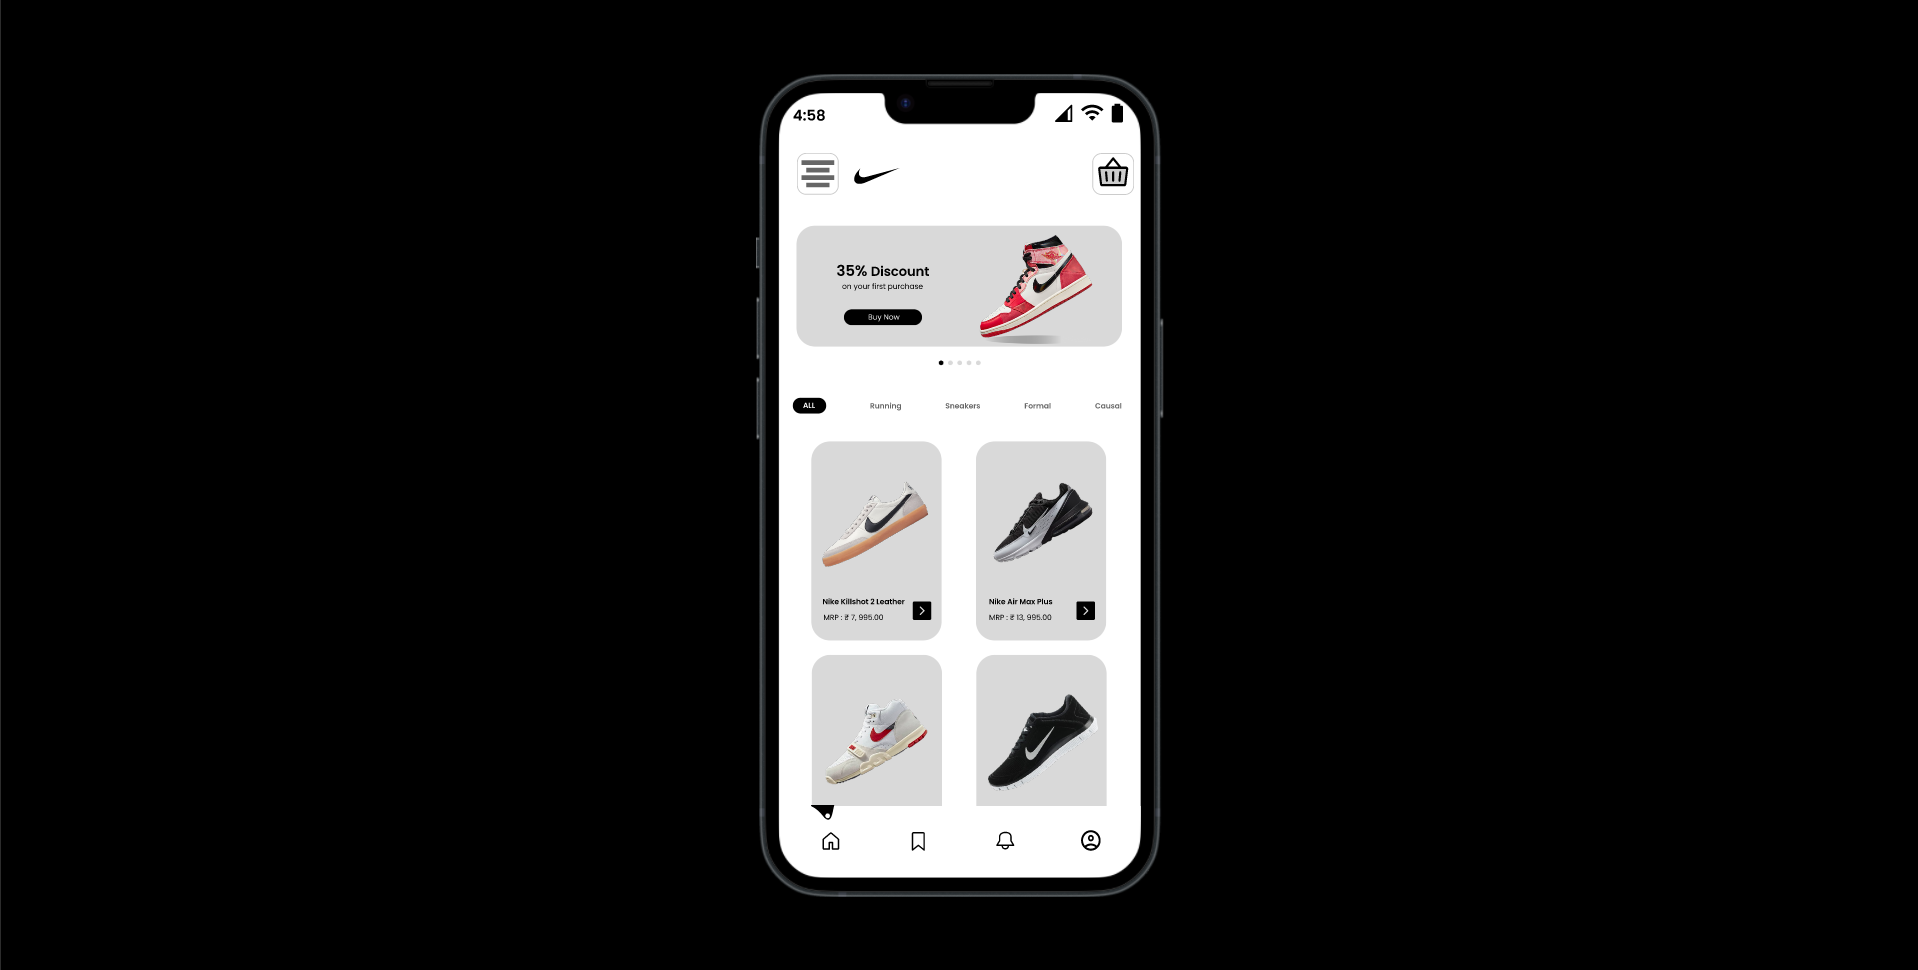 4:58
35% Discount
on your first purchase
Buy Now
ALL Running Sneakers Formal Causal
Nike Killshot 2 Leather
MRP : ₹ 7, 995.00
Nike Air Max Plus
MRP : ₹ 13, 995.00